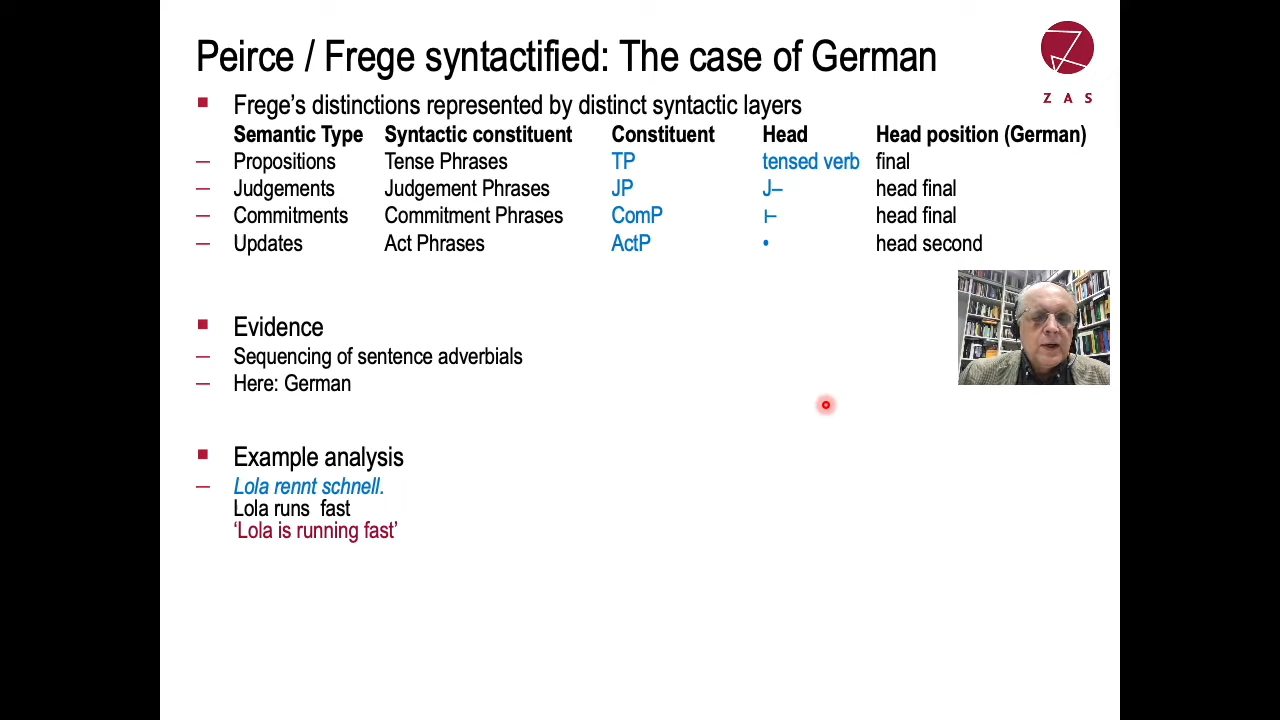 Peirce / Frege syntactified: The case of German
Z A S
Frege's distinctions represented by distinct syntactic layers
Semantic Type Syntactic constituent Constituent Head Head position (German)
– Propositions Tense Phrases TP tensed verb final
– Judgements Judgement Phrases JP J– head final
– Commitments Commitment Phrases ComP ⊢ head final
– Updates Act Phrases ActP • head second
Evidence
– Sequencing of sentence adverbials
– Here: German
Example analysis
– Lola rennt schnell.
Lola runs fast
‘Lola is running fast’